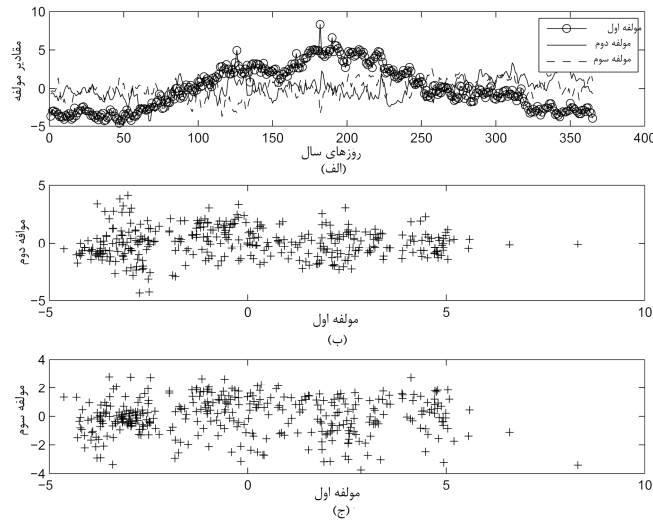 10
5
0
−5
مقادیر مولفه
مولفه اول
مولفه دوم
مولفه سوم
0 50 100 150 200 250 300 350 400
روزهای سال
(الف)
5
0
−5
موافه دوم
−5 0 5 10
مولفه اول
(ب)
4
2
0
−2
−4
مولفه سوم
−5 0 5 10
مولفه اول
(ج)